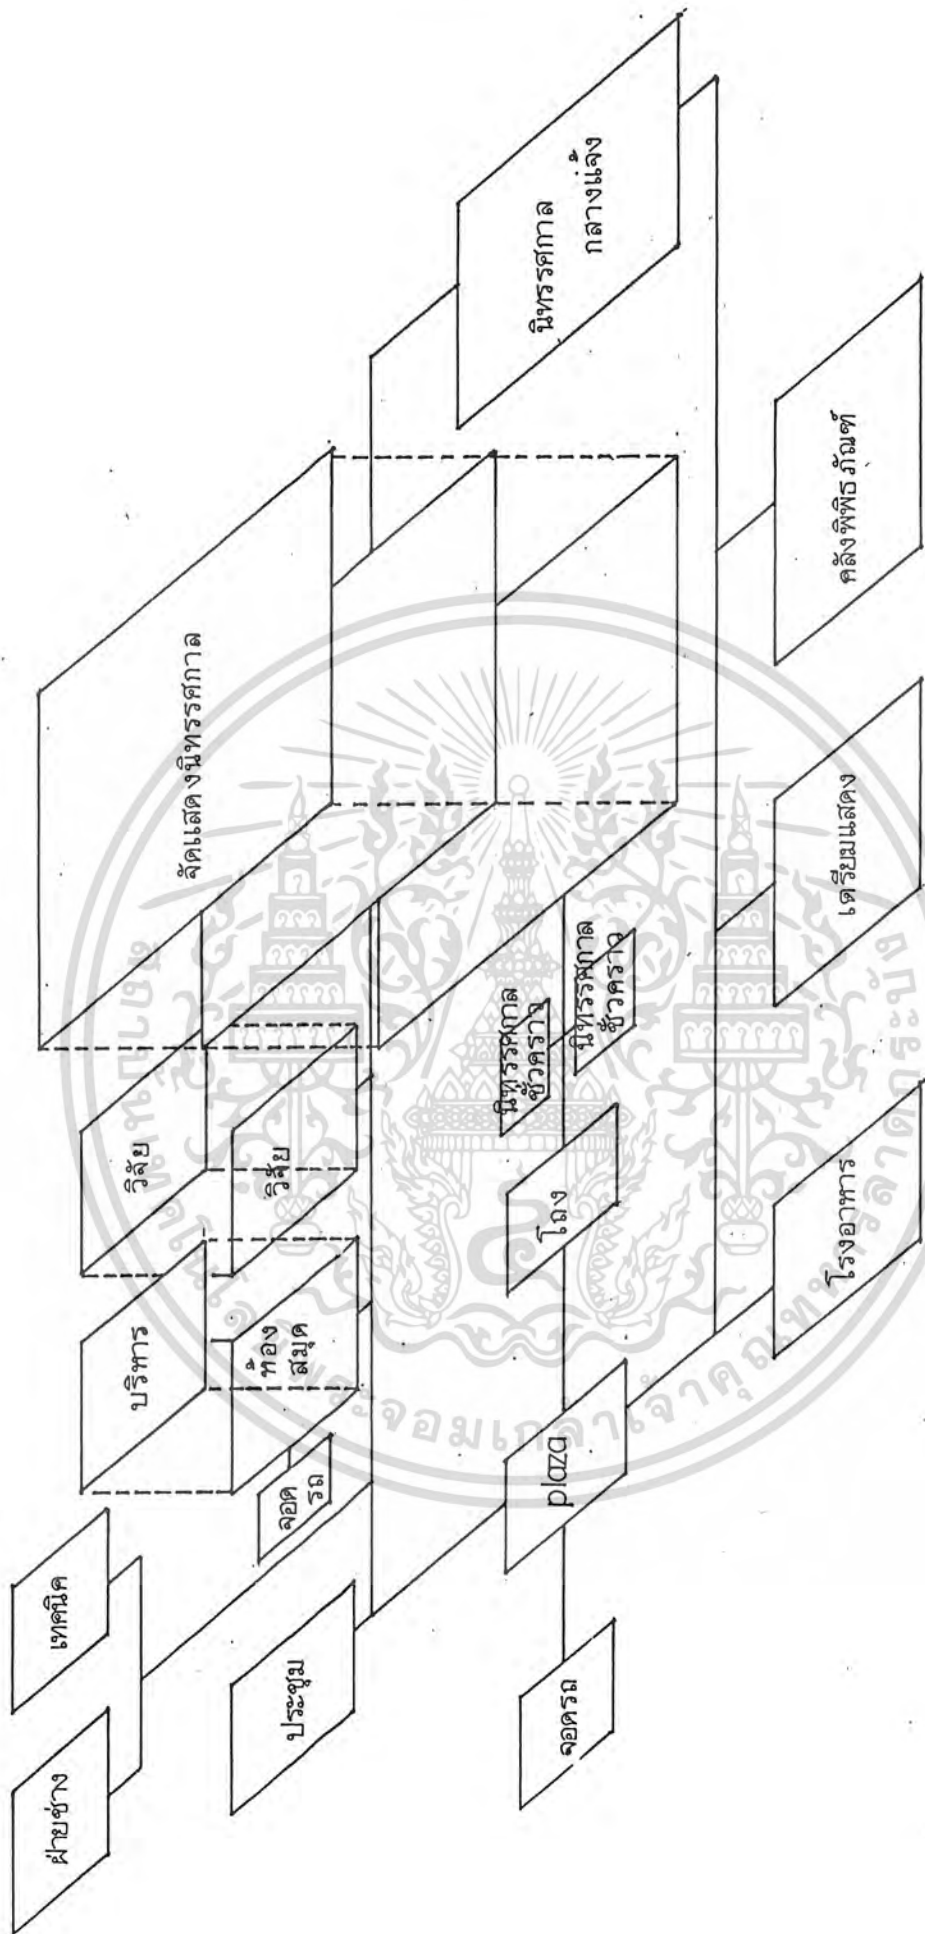 ฝ่ายช่าง
เทคนิค
บริหาร
วิจัย
จัดแสดงนิทรรศกาล
ประชุม
จอด
รถ
ห้อง
สมุด
วิจัย
นิทรรศกาล
กลางแจ้ง
จอดรถ
plaza
โถง
นิทรรศกาล
ชั่วคราว
นิทรรศกาล
ชั่วคราว
โรงอาหาร
เตรียมแสดง
คลังพิพิธภัณฑ์